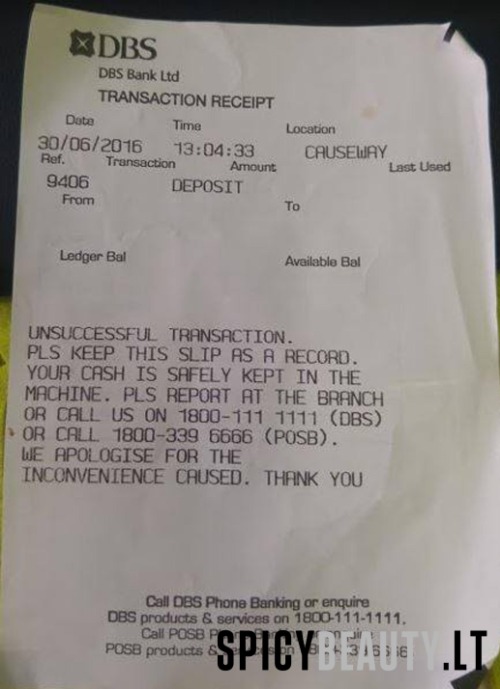 DBS
DBS Bank Ltd
TRANSACTION RECEIPT
Date Time Location
30/06/2016 13:04:33 CAUSEWAY
Ref. Transaction Amount Last Used
9406 DEPOSIT
From To
Ledger Bal Available Bal
UNSUCCESSFUL TRANSACTION.
PLS KEEP THIS SLIP AS A RECORD.
YOUR CASH IS SAFELY KEPT IN THE
MACHINE. PLS REPORT AT THE BRANCH
OR CALL US ON 1800-111 1111 (DBS)
OR CALL 1800-339 6666 (POSB).
WE APOLOGISE FOR THE
INCONVENIENCE CAUSED. THANK YOU
Call DBS Phone Banking or enquire
DBS products & services on 1800-111-1111.
Call POSB
POSB products &
SPICYBEAUTY.LT